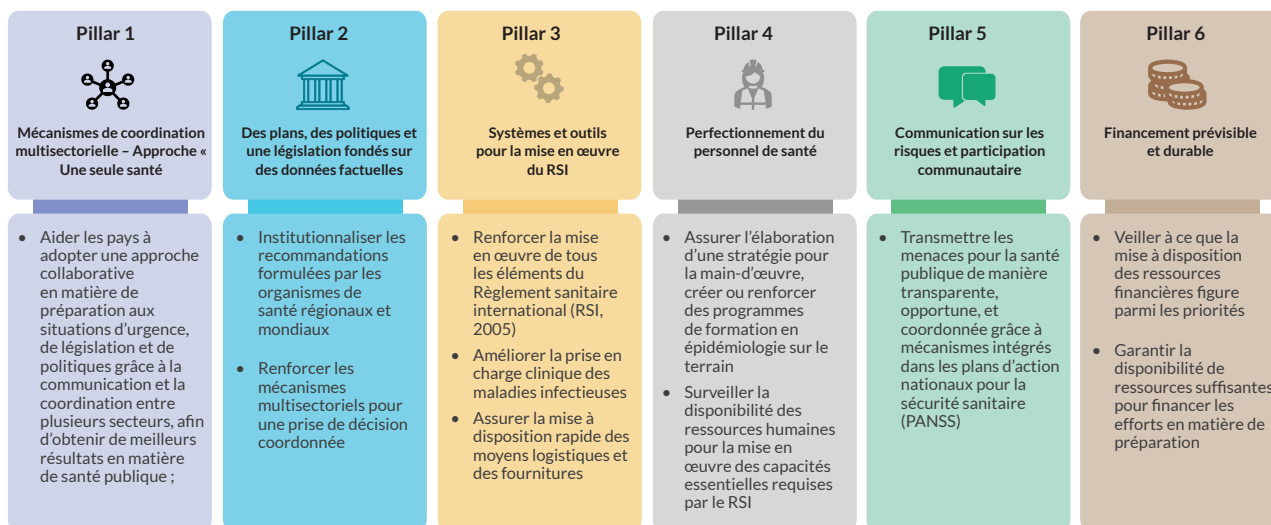 Pillar 1
Mécanismes de coordination
multisectorielle – Approche «
Une seule santé
• Aider les pays à
adopter une approche
collaborative
en matière de
préparation aux
situations d’urgence,
de législation et de
politiques grâce à la
communication et la
coordination entre
plusieurs secteurs, afin
d’obtenir de meilleurs
résultats en matière
de santé publique ;
Pillar 2
Des plans, des politiques et
une législation fondés sur
des données factuelles
• Institutionnaliser les
recommandations
formulées par les
organismes de
santé régionaux et
mondiaux
• Renforcer les
mécanismes
multisectoriels pour
une prise de décision
coordonnée
Pillar 3
Systèmes et outils
pour la mise en œuvre
du RSI
• Renforcer la mise
en œuvre de tous
les éléments du
Règlement sanitaire
international (RSI,
2005)
• Améliorer la prise en
charge clinique des
maladies infectieuses
• Assurer la mise à
disposition rapide des
moyens logistiques et
des fournitures
Pillar 4
Perfectionnement du
personnel de santé
• Assurer l’élaboration
d’une stratégie pour
la main-d’œuvre,
créer ou renforcer
des programmes
de formation en
épidémiologie sur le
terrain
• Surveiller la
disponibilité des
ressources humaines
pour la mise en
œuvre des capacités
essentielles requises
par le RSI
Pillar 5
Communication sur les
risques et participation
communautaire
• Transmettre les
menaces pour la santé
publique de manière
transparente,
opportune, et
coordonnée grâce à
mécanismes intégrés
dans les plans d’action
nationaux pour la
sécurité sanitaire
(PANSS)
Pillar 6
Financement prévisible
et durable
• Veiller à ce que la
mise à disposition
des ressources
financières figure
parmi les priorités
• Garantir la
disponibilité de
ressources suffisantes
pour financer les
efforts en matière de
préparation